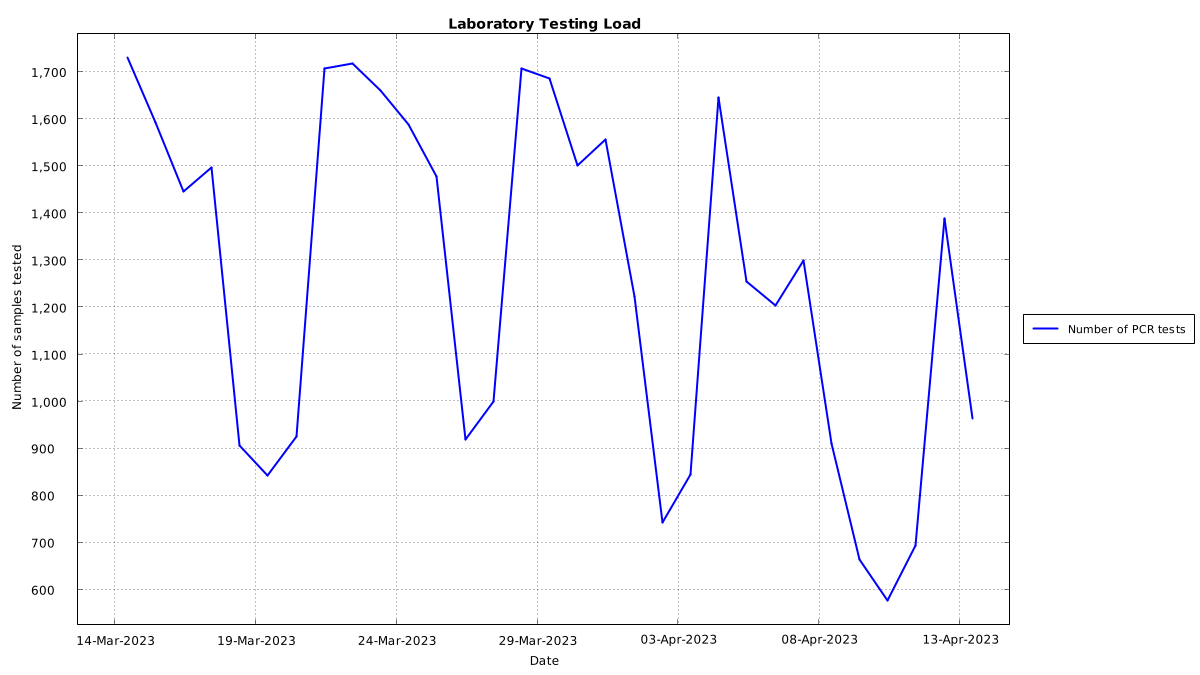 Laboratory Testing Load
Number of samples tested
1,700
1,600
1,500
1,400
1,300
1,200
1,100
1,000
900
800
700
600
14-Mar-2023 19-Mar-2023 24-Mar-2023 29-Mar-2023 03-Apr-2023 08-Apr-2023 13-Apr-2023
Date
Number of PCR tests